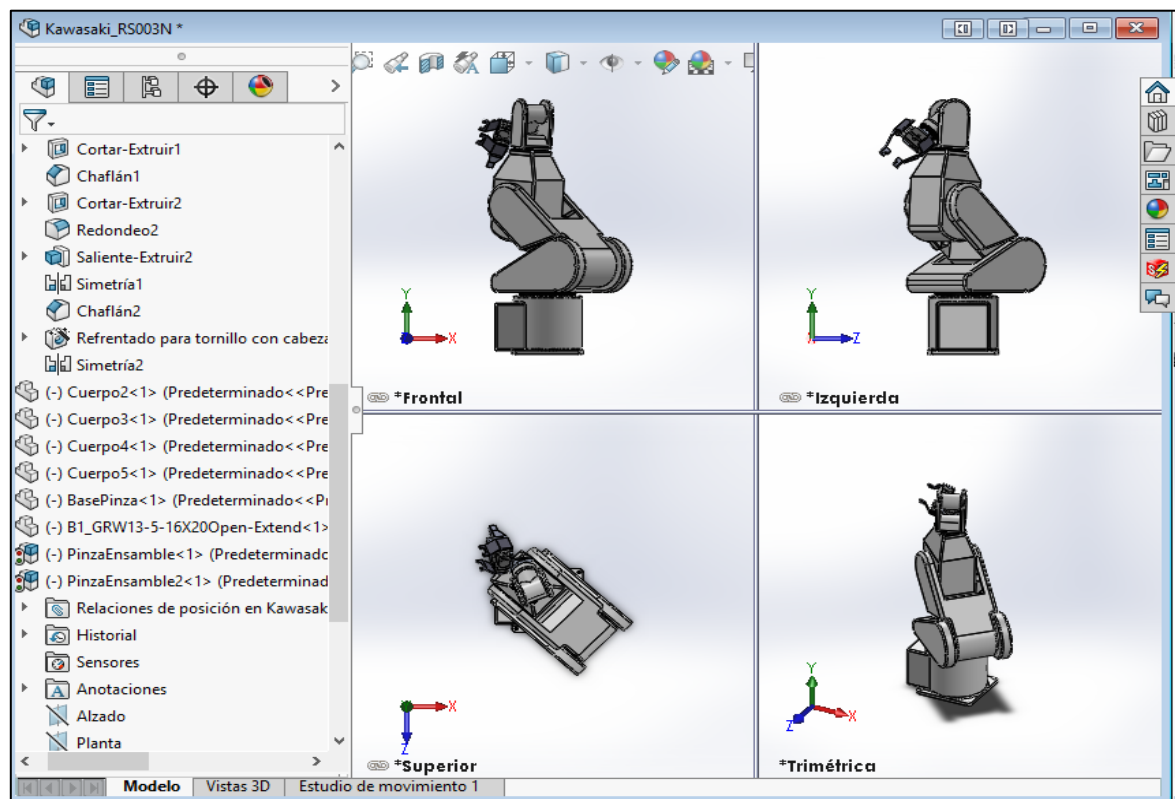 Kawasaki_RS003N *
Cortar-Extruir1
Chaflán1
Cortar-Extruir2
Redondeo2
Saliente-Extruir2
Simetría1
Chaflán2
Refrentado para tornillo con cabeza
Simetría2
(-) Cuerpo2<1> (Predeterminado<<Pre
(-) Cuerpo3<1> (Predeterminado<<Pre
(-) Cuerpo4<1> (Predeterminado<<Pre
(-) Cuerpo5<1> (Predeterminado<<Pre
(-) BasePinza<1> (Predeterminado<<Pr
(-) B1_GRW13-5-16X20Open-Extend<1>
(-) PinzaEnsamble<1> (Predeterminadc
(-) PinzaEnsamble2<1> (Predeterminad
Relaciones de posición en Kawasak
Historial
Sensores
Anotaciones
Alzado
Planta
Modelo
Vistas 3D
Estudio de movimiento 1
Y
X
*Frontal
Y
X
Z
*Izquierda
X
Z
*Superior
Y
X
Z
*Trimétrica